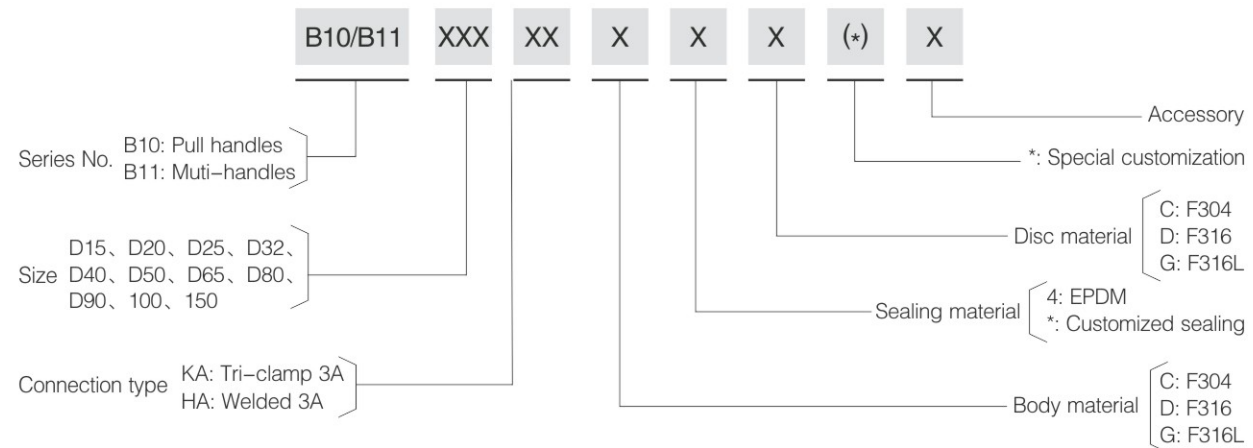 B10/B11 XXX XX X X X (*) X
Accessory
*: Special customization
Series No.
B10: Pull handles
B11: Muti-handles
Disc material
C: F304
D: F316
G: F316L
Size
D15、D20、D25、D32、
D40、D50、D65、D80、
D90、100、150
Sealing material
4: EPDM
*: Customized sealing
Connection type
KA: Tri-clamp 3A
HA: Welded 3A
Body material
C: F304
D: F316
G: F316L